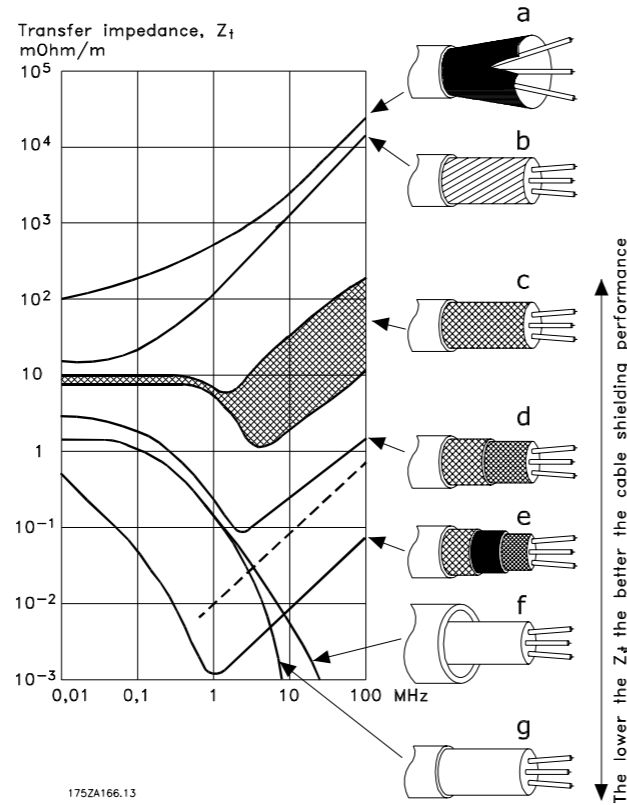 Transfer impedance, Zt
mOhm/m
10⁵
10⁴
10³
10²
10
1
10⁻¹
10⁻²
10⁻³
0,01 0,1 1 10 100 MHz
a
b
c
d
e
f
g
The lower the Zt the better the cable shielding performance
175ZA166.13